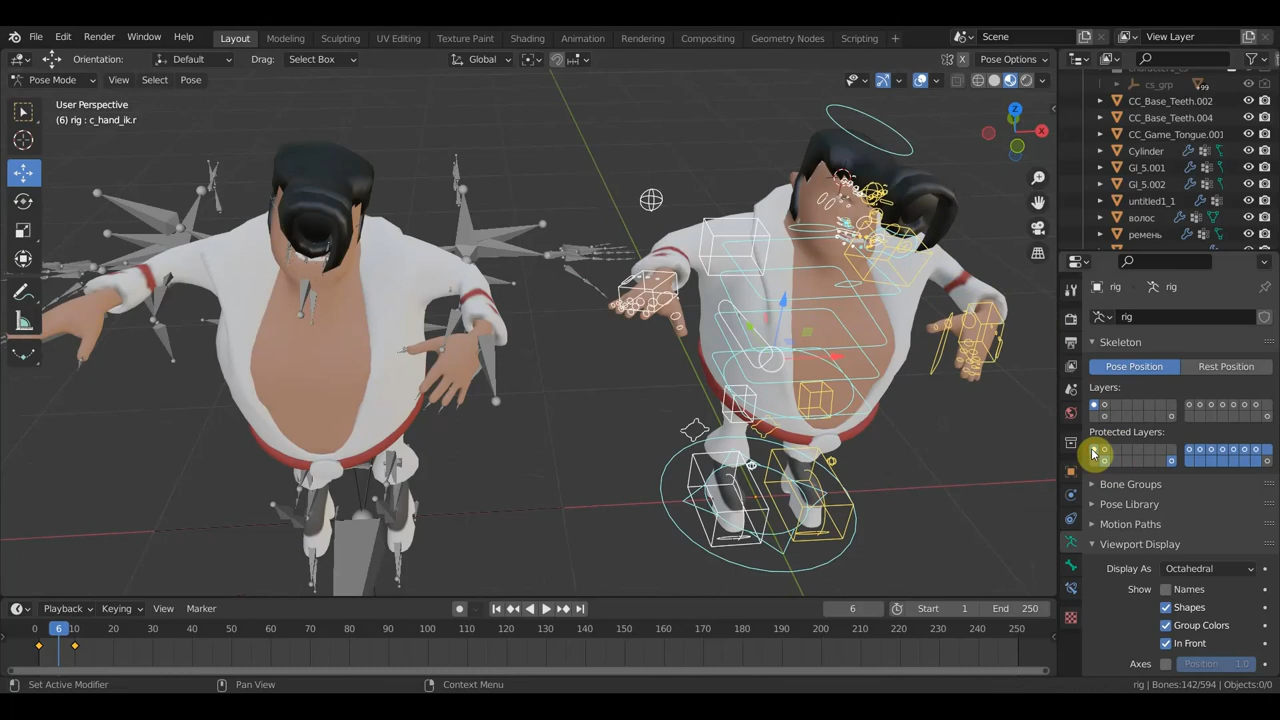 File Edit Render Window Help Layout Modeling Sculpting UV Editing Texture Paint Shading Animation Rendering Compositing Geometry Nodes Scripting + Scene View Layer
Orientation: Default Drag: Select Box Global X Pose Options
Pose Mode View Select Pose
User Perspective
(6) rig : c_hand_ik.r
Z
X
cs_grp 99
CC_Base_Teeth.002
CC_Base_Teeth.004
CC_Game_Tongue.001
Cylinder
GI_5.001
GI_5.002
untitled1_1
волос
ремень
rig rig
rig
Skeleton
Pose Position Rest Position
Layers:
Protected Layers:
Bone Groups
Pose Library
Motion Paths
Viewport Display
Display As Octahedral
Show Names
Shapes
Group Colors
In Front
Axes Position 1.0
Playback Keying View Marker 6 Start 1 End 250
0 6 10 20 30 40 50 60 70 80 90 100 110 120 130 140 150 160 170 180 190 200 210 220 230 240 250
Set Active Modifier Pan View Context Menu rig | Bones:142/594 | Objects:0/0